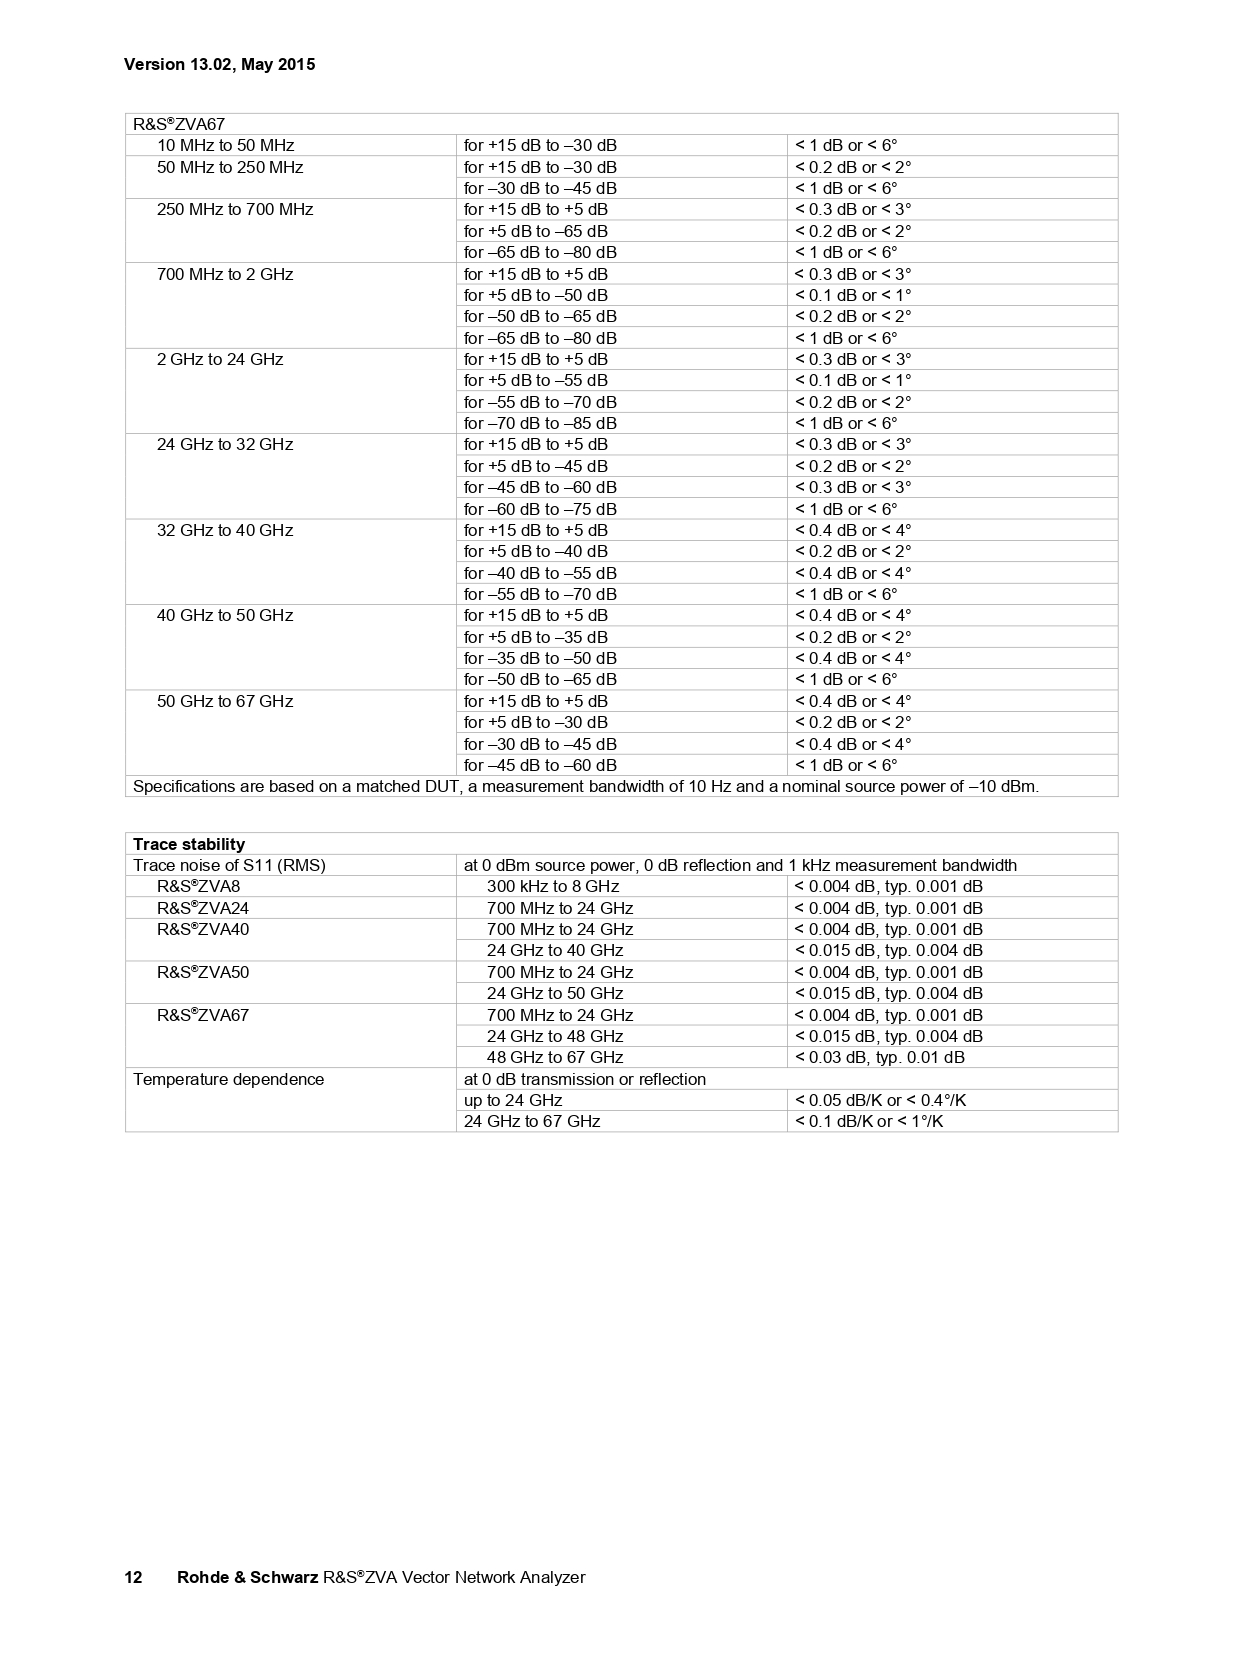 Version 13.02, May 2015
R&S®ZVA67
10 MHz to 50 MHz for +15 dB to –30 dB < 1 dB or < 6°
50 MHz to 250 MHz for +15 dB to –30 dB < 0.2 dB or < 2°
for –30 dB to –45 dB < 1 dB or < 6°
250 MHz to 700 MHz for +15 dB to +5 dB < 0.3 dB or < 3°
for +5 dB to –65 dB < 0.2 dB or < 2°
for –65 dB to –80 dB < 1 dB or < 6°
700 MHz to 2 GHz for +15 dB to +5 dB < 0.3 dB or < 3°
for +5 dB to –50 dB < 0.1 dB or < 1°
for –50 dB to –65 dB < 0.2 dB or < 2°
for –65 dB to –80 dB < 1 dB or < 6°
2 GHz to 24 GHz for +15 dB to +5 dB < 0.3 dB or < 3°
for +5 dB to –55 dB < 0.1 dB or < 1°
for –55 dB to –70 dB < 0.2 dB or < 2°
for –70 dB to –85 dB < 1 dB or < 6°
24 GHz to 32 GHz for +15 dB to +5 dB < 0.3 dB or < 3°
for +5 dB to –45 dB < 0.2 dB or < 2°
for –45 dB to –60 dB < 0.3 dB or < 3°
for –60 dB to –75 dB < 1 dB or < 6°
32 GHz to 40 GHz for +15 dB to +5 dB < 0.4 dB or < 4°
for +5 dB to –40 dB < 0.2 dB or < 2°
for –40 dB to –55 dB < 0.4 dB or < 4°
for –55 dB to –70 dB < 1 dB or < 6°
40 GHz to 50 GHz for +15 dB to +5 dB < 0.4 dB or < 4°
for +5 dB to –35 dB < 0.2 dB or < 2°
for –35 dB to –50 dB < 0.4 dB or < 4°
for –50 dB to –65 dB < 1 dB or < 6°
50 GHz to 67 GHz for +15 dB to +5 dB < 0.4 dB or < 4°
for +5 dB to –30 dB < 0.2 dB or < 2°
for –30 dB to –45 dB < 0.4 dB or < 4°
for –45 dB to –60 dB < 1 dB or < 6°
Specifications are based on a matched DUT, a measurement bandwidth of 10 Hz and a nominal source power of –10 dBm.
Trace stability
Trace noise of S11 (RMS) at 0 dBm source power, 0 dB reflection and 1 kHz measurement bandwidth
R&S®ZVA8 300 kHz to 8 GHz < 0.004 dB, typ. 0.001 dB
R&S®ZVA24 700 MHz to 24 GHz < 0.004 dB, typ. 0.001 dB
R&S®ZVA40 700 MHz to 24 GHz < 0.004 dB, typ. 0.001 dB
24 GHz to 40 GHz < 0.015 dB, typ. 0.004 dB
R&S®ZVA50 700 MHz to 24 GHz < 0.004 dB, typ. 0.001 dB
24 GHz to 50 GHz < 0.015 dB, typ. 0.004 dB
R&S®ZVA67 700 MHz to 24 GHz < 0.004 dB, typ. 0.001 dB
24 GHz to 48 GHz < 0.015 dB, typ. 0.004 dB
48 GHz to 67 GHz < 0.03 dB, typ. 0.01 dB
Temperature dependence at 0 dB transmission or reflection
up to 24 GHz < 0.05 dB/K or < 0.4°/K
24 GHz to 67 GHz < 0.1 dB/K or < 1°/K
12 Rohde & Schwarz R&S®ZVA Vector Network Analyzer